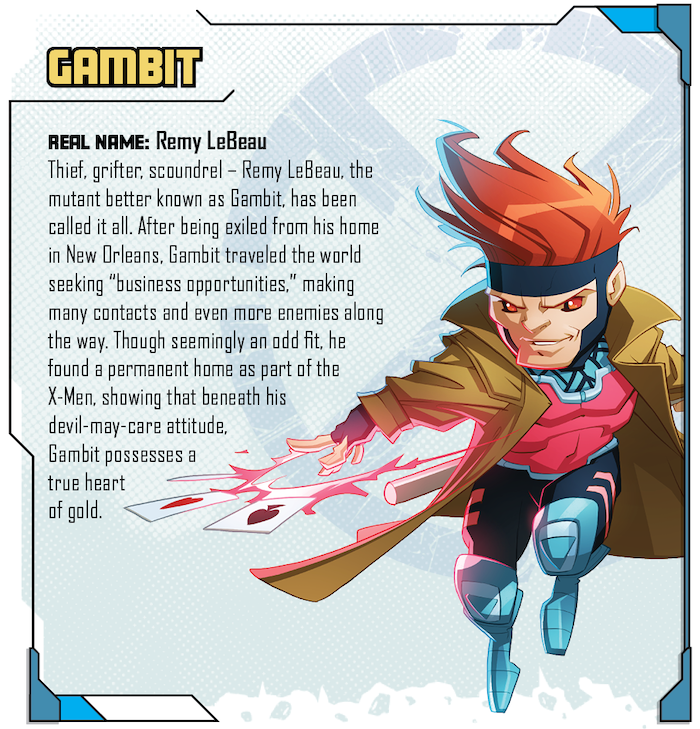 GAMBIT
REAL NAME: Remy LeBeau
Thief, grifter, scoundrel – Remy LeBeau, the
mutant better known as Gambit, has been
called it all. After being exiled from his home
in New Orleans, Gambit traveled the world
seeking “business opportunities,” making
many contacts and even more enemies along
the way. Though seemingly an odd fit, he
found a permanent home as part of the
X-Men, showing that beneath his
devil-may-care attitude,
Gambit possesses a
true heart
of gold.